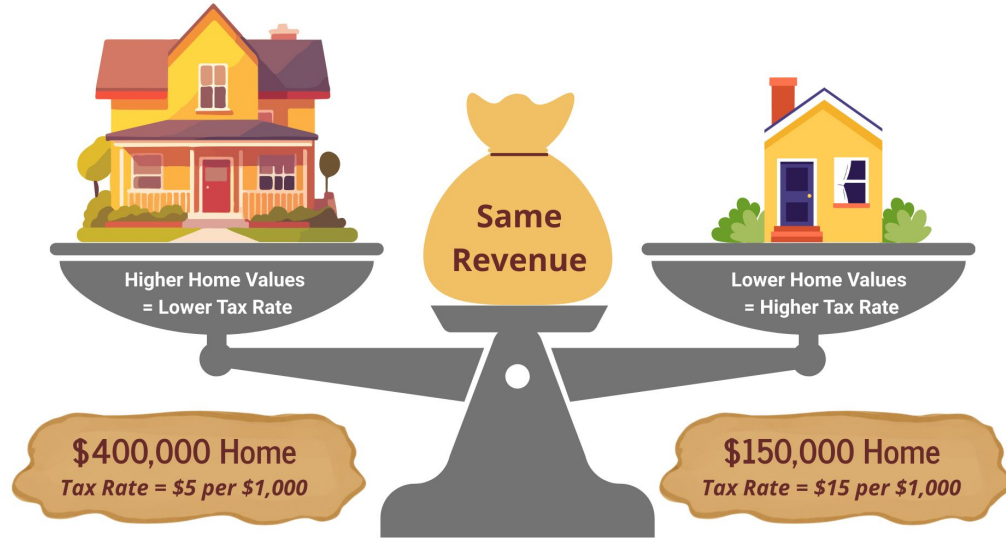 Same
Revenue
Higher Home Values
= Lower Tax Rate
Lower Home Values
= Higher Tax Rate
$400,000 Home
Tax Rate = $5 per $1,000
$150,000 Home
Tax Rate = $15 per $1,000